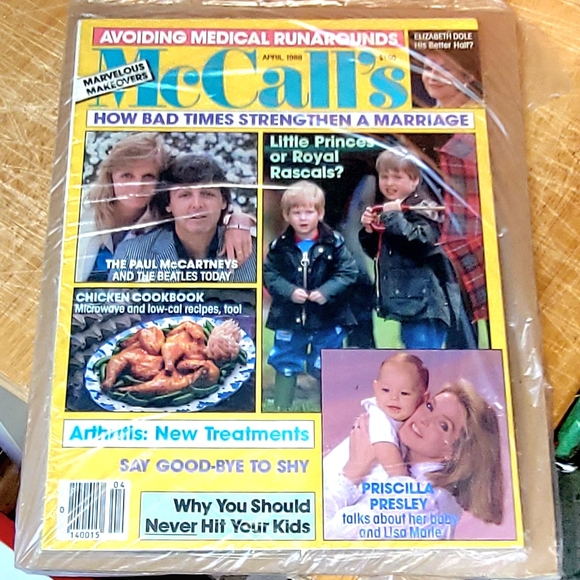 AVOIDING MEDICAL RUNAROUNDS
ELIZABETH DOLE
His Better Half?
McCall's
APRIL 1988
MARVELOUS
MAKEOVERS
HOW BAD TIMES STRENGTHEN A MARRIAGE
Little Princes
or Royal
Rascals?
THE PAUL McCARTNEYS
AND THE BEATLES TODAY
CHICKEN COOKBOOK
Microwave and low-cal recipes, too!
Arthritis: New Treatments
SAY GOOD-BYE TO SHY
Why You Should
Never Hit Your Kids
PRISCILLA
PRESLEY
talks about her baby
and Lisa Marie
04
0
14001